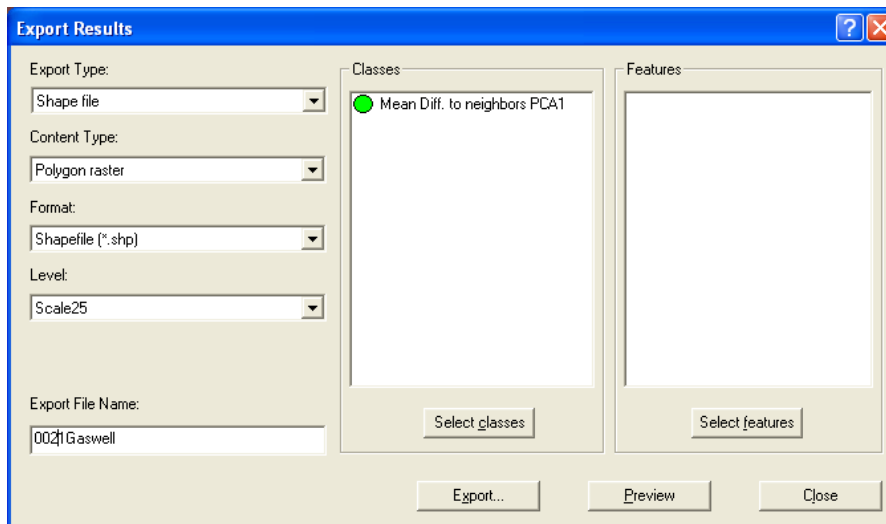 Export Results
Export Type:
Shape file
Content Type:
Polygon raster
Format:
Shapefile (*.shp)
Level:
Scale25
Export File Name:
0021Gaswell
Classes
Mean Diff. to neighbors PCA1
Select classes
Features
Select features
Export...
Preview
Close